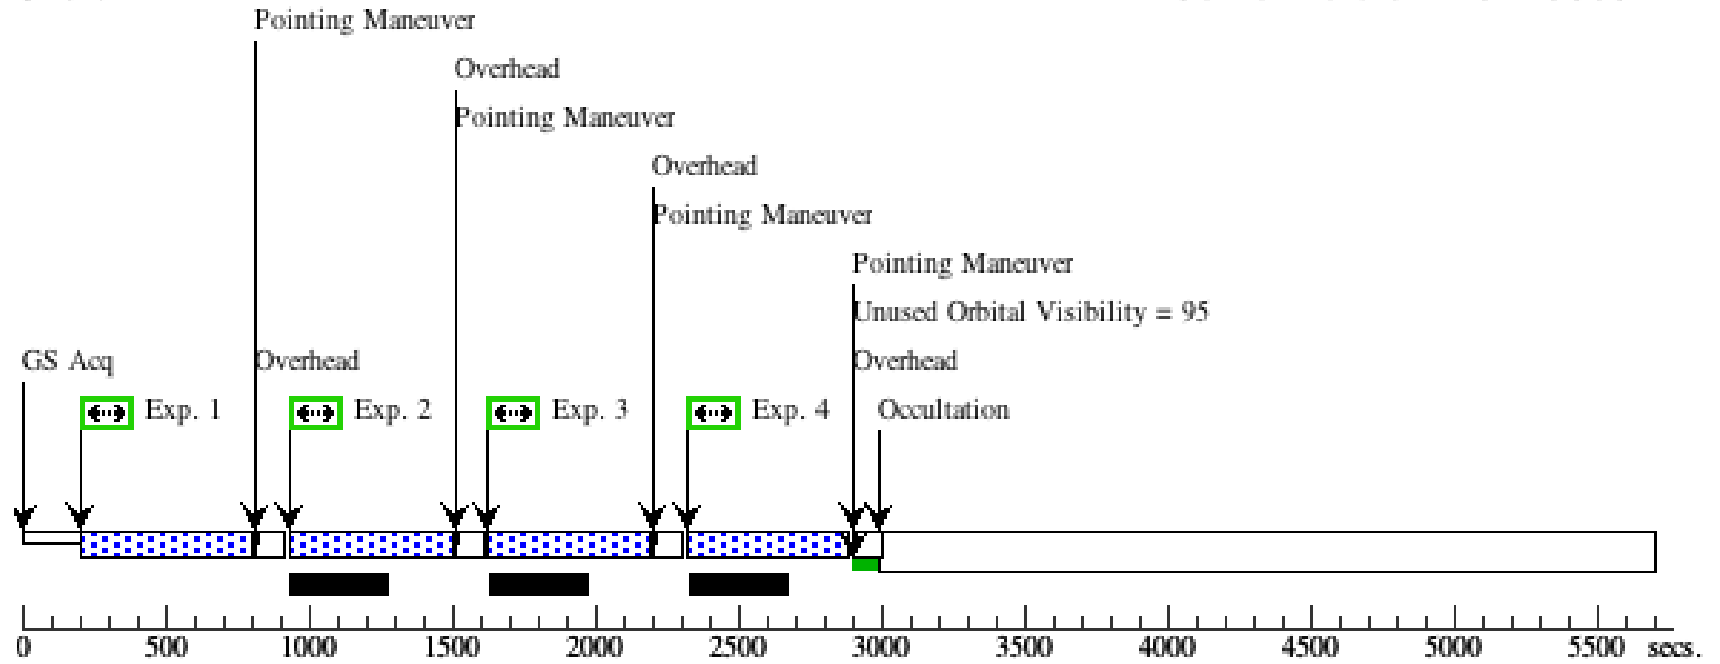 Pointing Maneuver
Overhead
Pointing Maneuver
Overhead
Pointing Maneuver
Pointing Maneuver
Unused Orbital Visibility = 95
GS Acq Overhead Overhead
Exp. 1 Exp. 2 Exp. 3 Exp. 4 Occultation
0 500 1000 1500 2000 2500 3000 3500 4000 4500 5000 5500 secs.